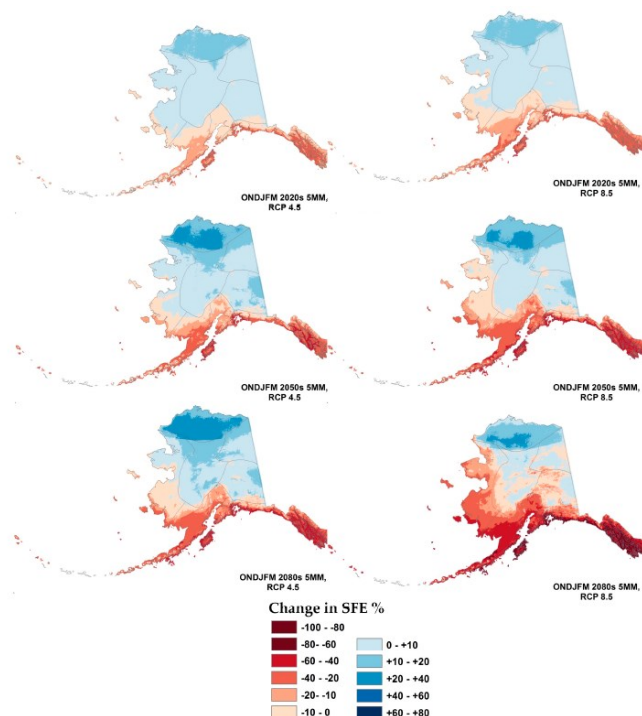 ONDJFM 2020s 5MM,
RCP 4.5
ONDJFM 2020s 5MM,
RCP 8.5
ONDJFM 2050s 5MM,
RCP 4.5
ONDJFM 2050s 5MM,
RCP 8.5
ONDJFM 2080s 5MM,
RCP 4.5
ONDJFM 2080s 5MM,
RCP 8.5
Change in SFE %
-100 - -80
-80- -60
-60 - -40
-40 - -20
-20 - -10
-10 - 0
0 - +10
+10 - +20
+20 - +40
+40 - +60
+60 - +80